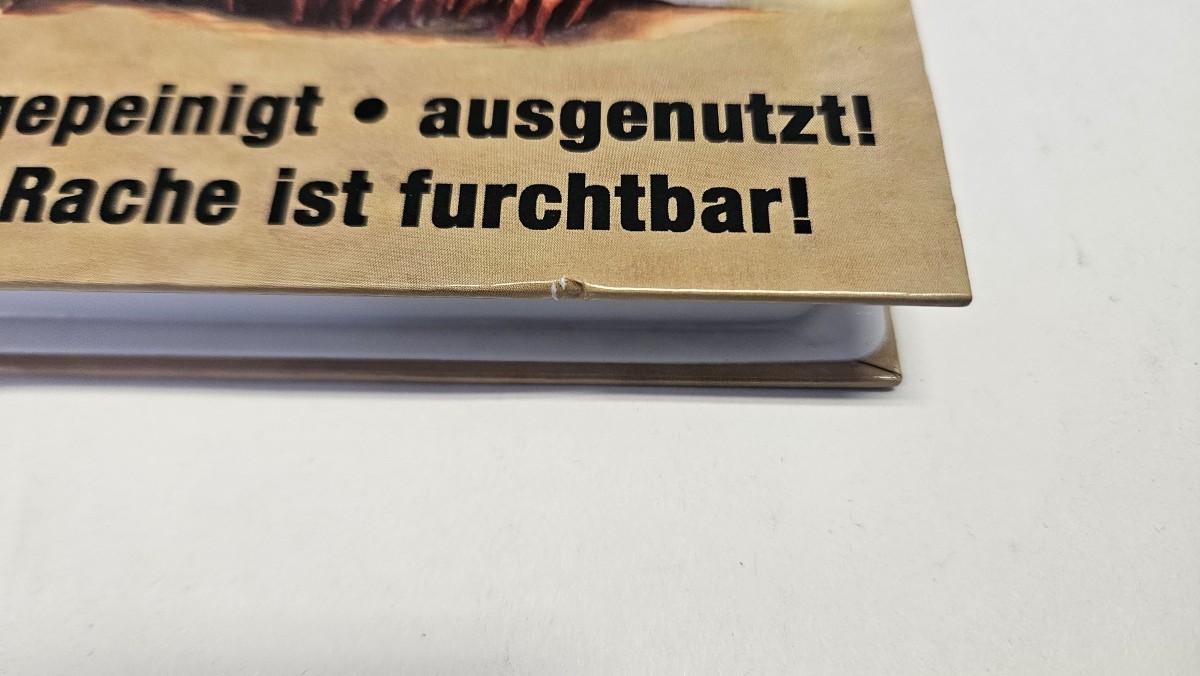 gepeinigt • ausgenutzt!
Rache ist furchtbar!